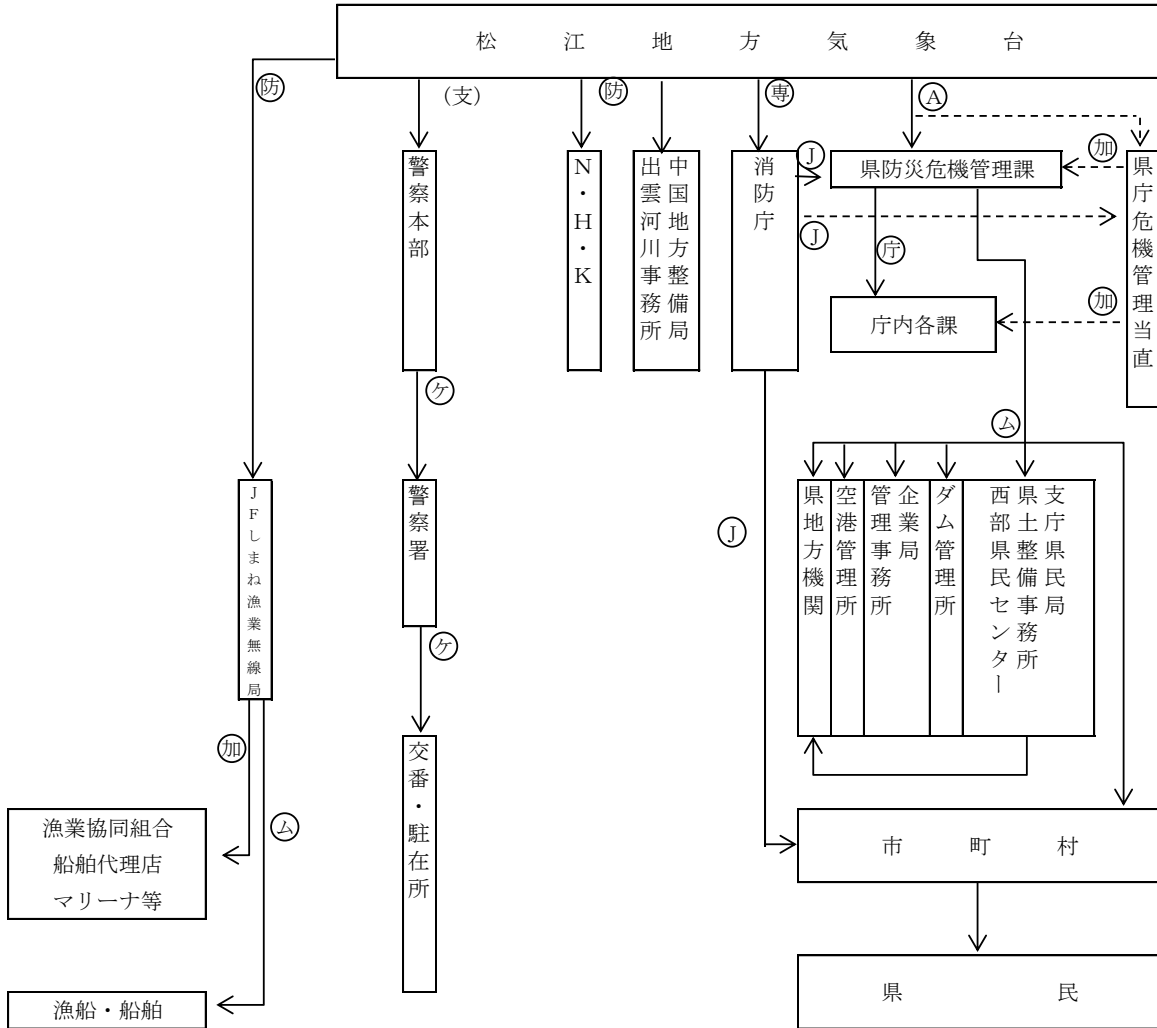 松江地方気象台
防
(支)
防
専
A
加
警察本部
N・H・K
中国地方整備局
出雲河川事務所
消防庁
J
県防災危機管理課
県庁危機管理当直
J
庁
加
庁内各課
ケ
ム
JFしまね漁業無線局
警察署
J
県地方機関
空港管理所
企業局
管理事務所
ダム管理所
支庁県民局
県土整備事務所
西部県民センター
ケ
加
ム
交番・駐在所
漁業協同組合
船舶代理店
マリーナ等
市町村
漁船・船舶
県民